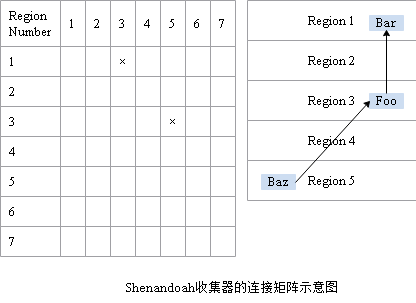 Region Number 1 2 3 4 5 6 7
1 ×
2
3 ×
4
5
6
7
Region 1 Bar
Region 2
Region 3 Foo
Region 4
Baz Region 5
Shenandoah收集器的连接矩阵示意图